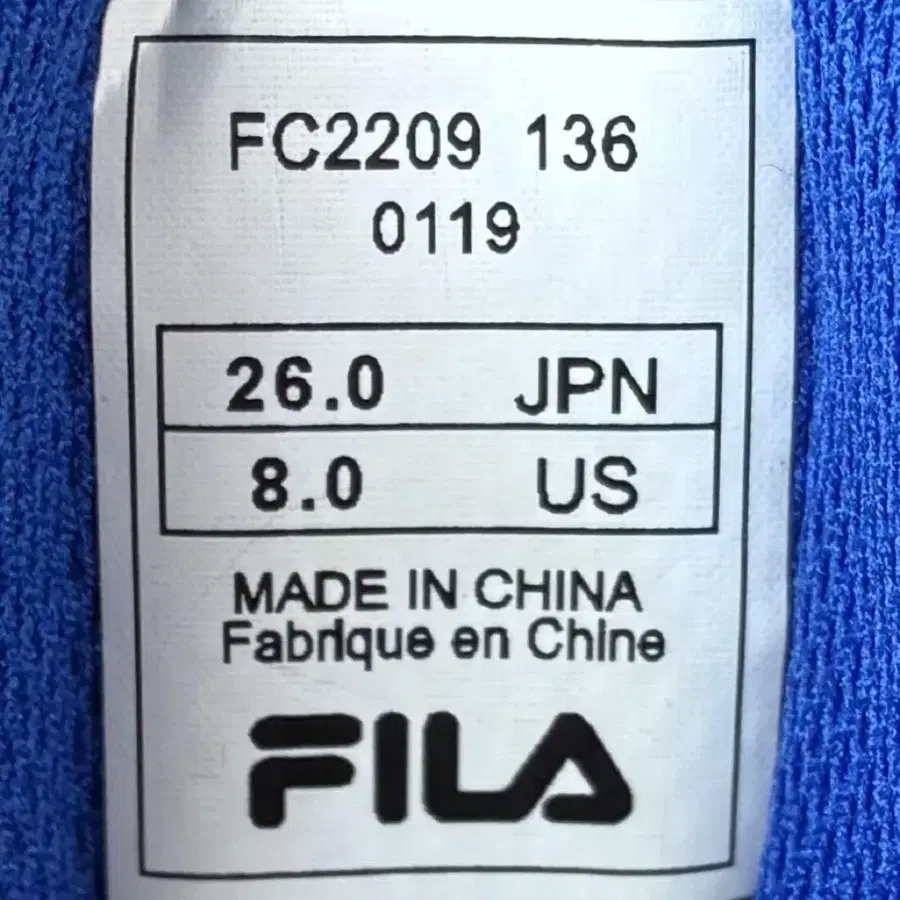 FC2209 136
0119
26.0 JPN
8.0 US
MADE IN CHINA
Fabrique en Chine
FILA